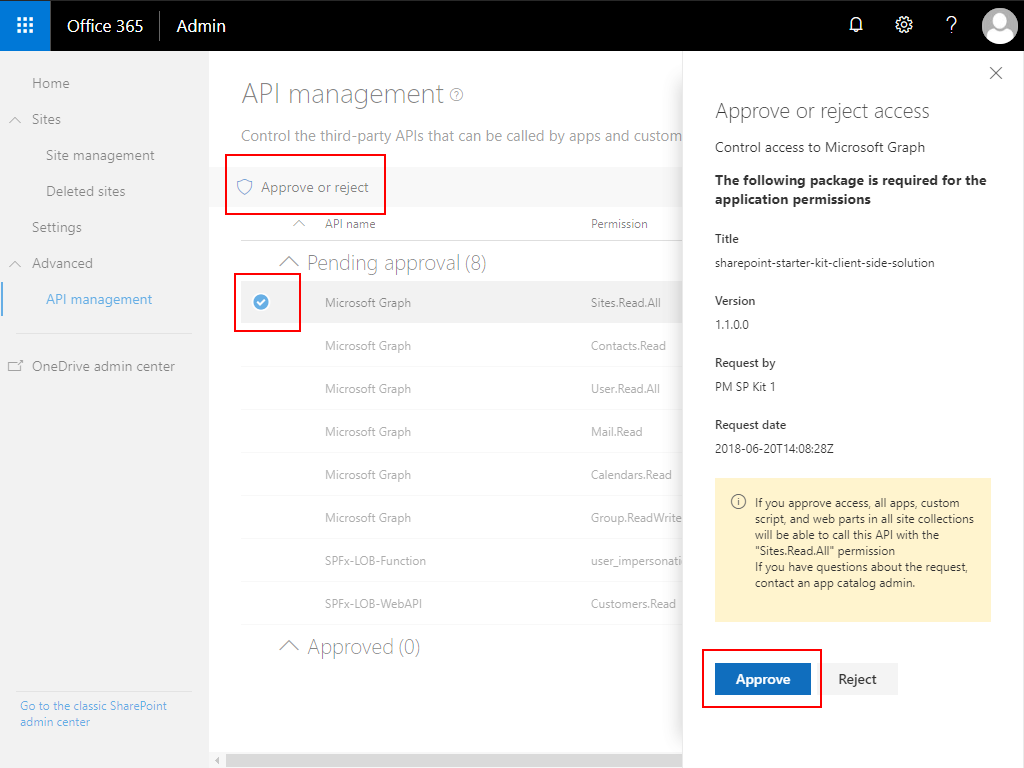 Office 365 Admin
Home
Sites
Site management
Deleted sites
Settings
Advanced
API management
OneDrive admin center
Go to the classic SharePoint
admin center
API management
Control the third-party APIs that can be called by apps and custom
Approve or reject
API name Permission
Pending approval (8)
Microsoft Graph Sites.Read.All
Microsoft Graph Contacts.Read
Microsoft Graph User.Read.All
Microsoft Graph Mail.Read
Microsoft Graph Calendars.Read
Microsoft Graph Group.ReadWrite
SPFx-LOB-Function user_impersonati
SPFx-LOB-WebAPI Customers.Read
Approved (0)
Approve or reject access
Control access to Microsoft Graph
The following package is required for the
application permissions
Title
sharepoint-starter-kit-client-side-solution
Version
1.1.0.0
Request by
PM SP Kit 1
Request date
2018-06-20T14:08:28Z
If you approve access, all apps, custom
script, and web parts in all site collections
will be able to call this API with the
"Sites.Read.All" permission
If you have questions about the request,
contact an app catalog admin.
Approve Reject